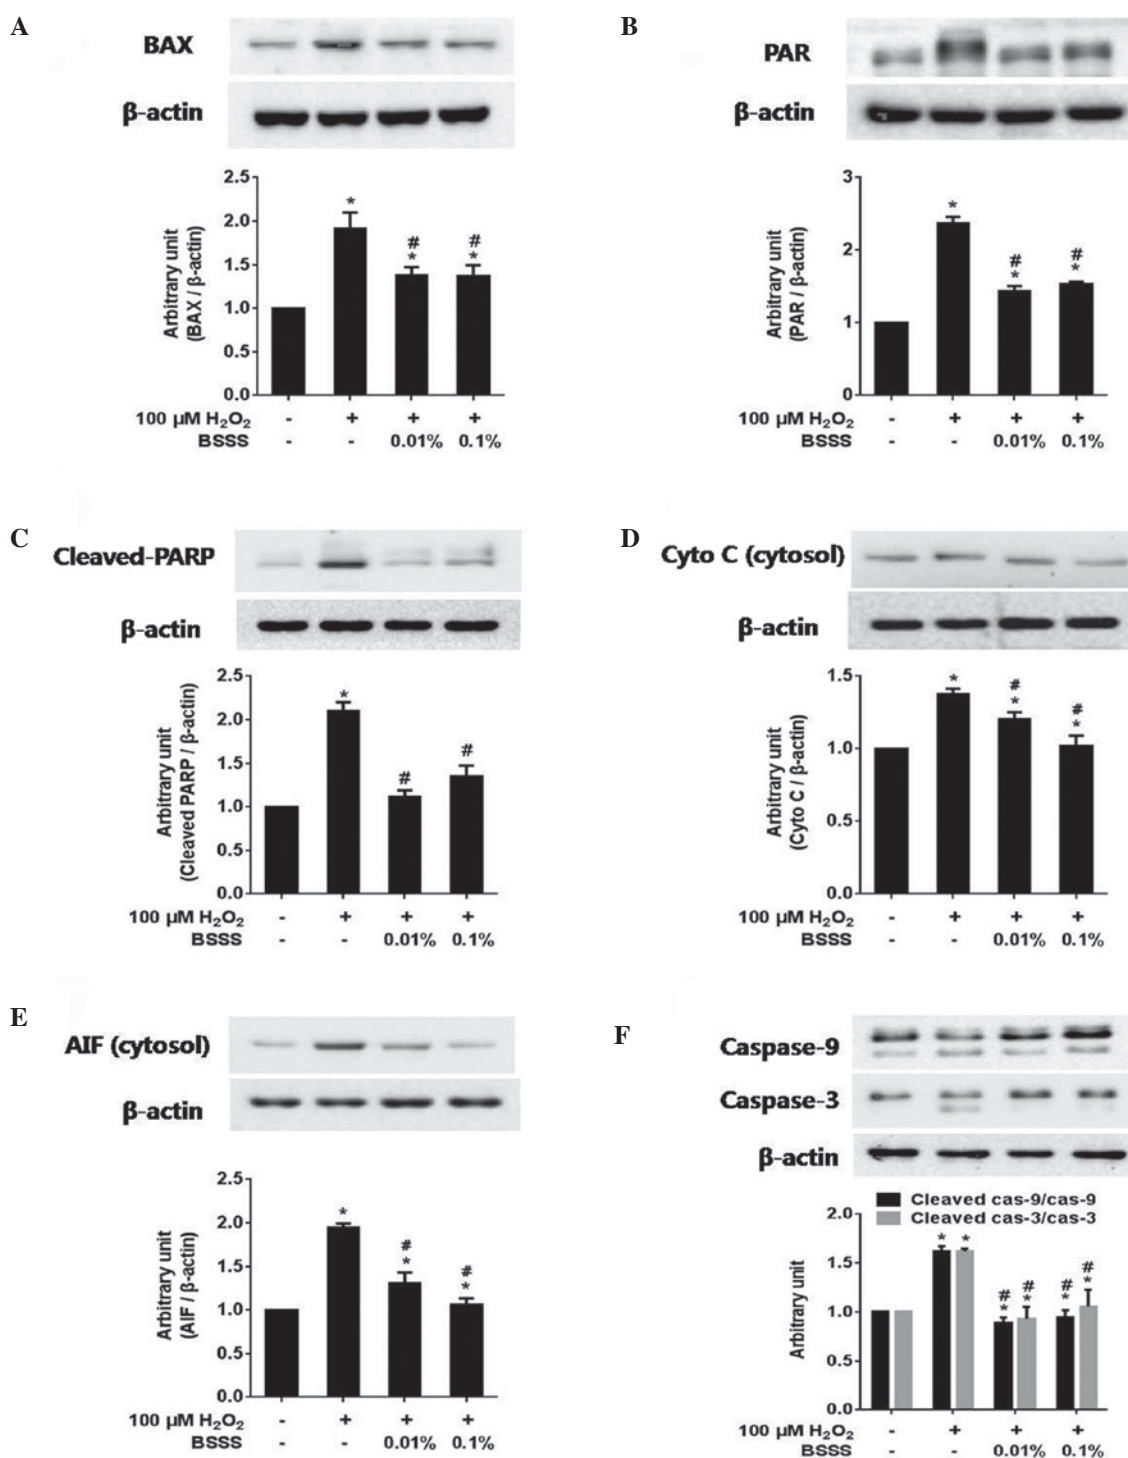 A
BAX
β-actin
2.5
2.0
1.5
1.0
0.5
0.0
Arbitrary unit
(BAX / β-actin)
*
#
*
#
*
100 μM H₂O₂ - + + +
BSSS - - 0.01% 0.1%
B
PAR
β-actin
3
2
1
0
Arbitrary unit
(PAR / β-actin)
*
#
*
#
*
100 μM H₂O₂ - + + +
BSSS - - 0.01% 0.1%
C
Cleaved-PARP
β-actin
2.5
2.0
1.5
1.0
0.5
0.0
Arbitrary unit
(Cleaved PARP / β-actin)
*
#
#
100 μM H₂O₂ - + + +
BSSS - - 0.01% 0.1%
D
Cyto C (cytosol)
β-actin
1.5
1.0
0.5
0.0
Arbitrary unit
(Cyto C / β-actin)
*
#
*
#
*
100 μM H₂O₂ - + + +
BSSS - - 0.01% 0.1%
E
AIF (cytosol)
β-actin
2.5
2.0
1.5
1.0
0.5
0.0
Arbitrary unit
(AIF / β-actin)
*
#
*
#
*
100 μM H₂O₂ - + + +
BSSS - - 0.01% 0.1%
F
Caspase-9
Caspase-3
β-actin
Cleaved cas-9/cas-9
Cleaved cas-3/cas-3
2.0
1.5
1.0
0.5
0.0
Arbitrary unit
* *
# #
* *
# #
* *
100 μM H₂O₂ - + + +
BSSS - - 0.01% 0.1%